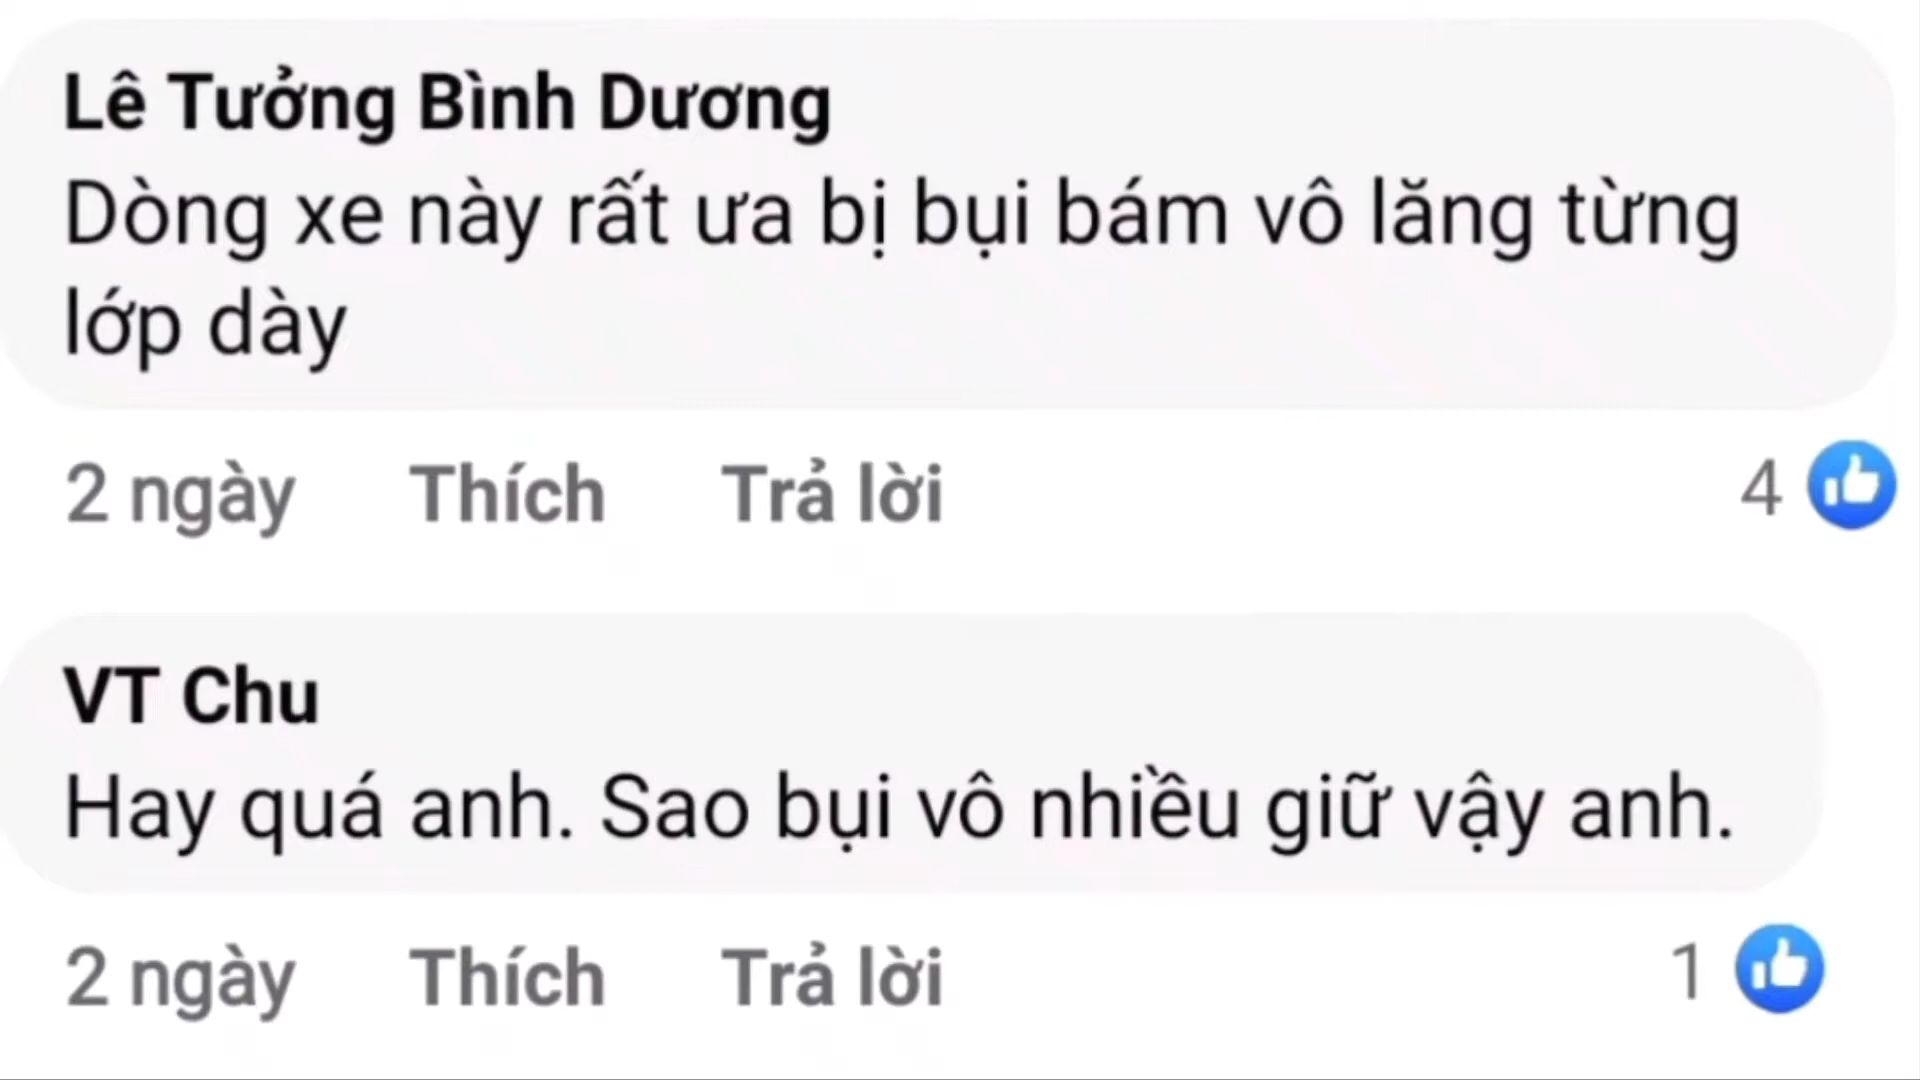 Lê Tưởng Bình Dương
Dòng xe này rất ưa bị bụi bám vô lăng từng
lớp dày
2 ngày Thích Trả lời 4
VT Chu
Hay quá anh. Sao bụi vô nhiều giữ vậy anh.
2 ngày Thích Trả lời 1